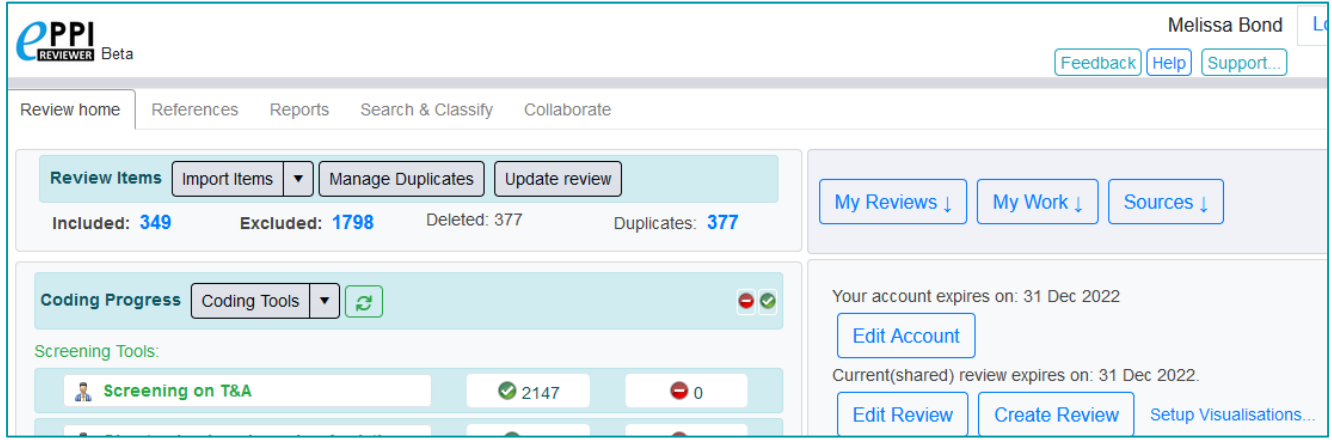 ePPI
REVIEWER Beta
Melissa Bond
Feedback Help Support...
Review home References Reports Search & Classify Collaborate
Review Items Import Items ▼ Manage Duplicates Update review
Included: 349 Excluded: 1798 Deleted: 377 Duplicates: 377
My Reviews ↓ My Work ↓ Sources ↓
Coding Progress Coding Tools ▼
Screening Tools:
Screening on T&A 2147 0
Your account expires on: 31 Dec 2022
Edit Account
Current(shared) review expires on: 31 Dec 2022.
Edit Review Create Review Setup Visualisations...